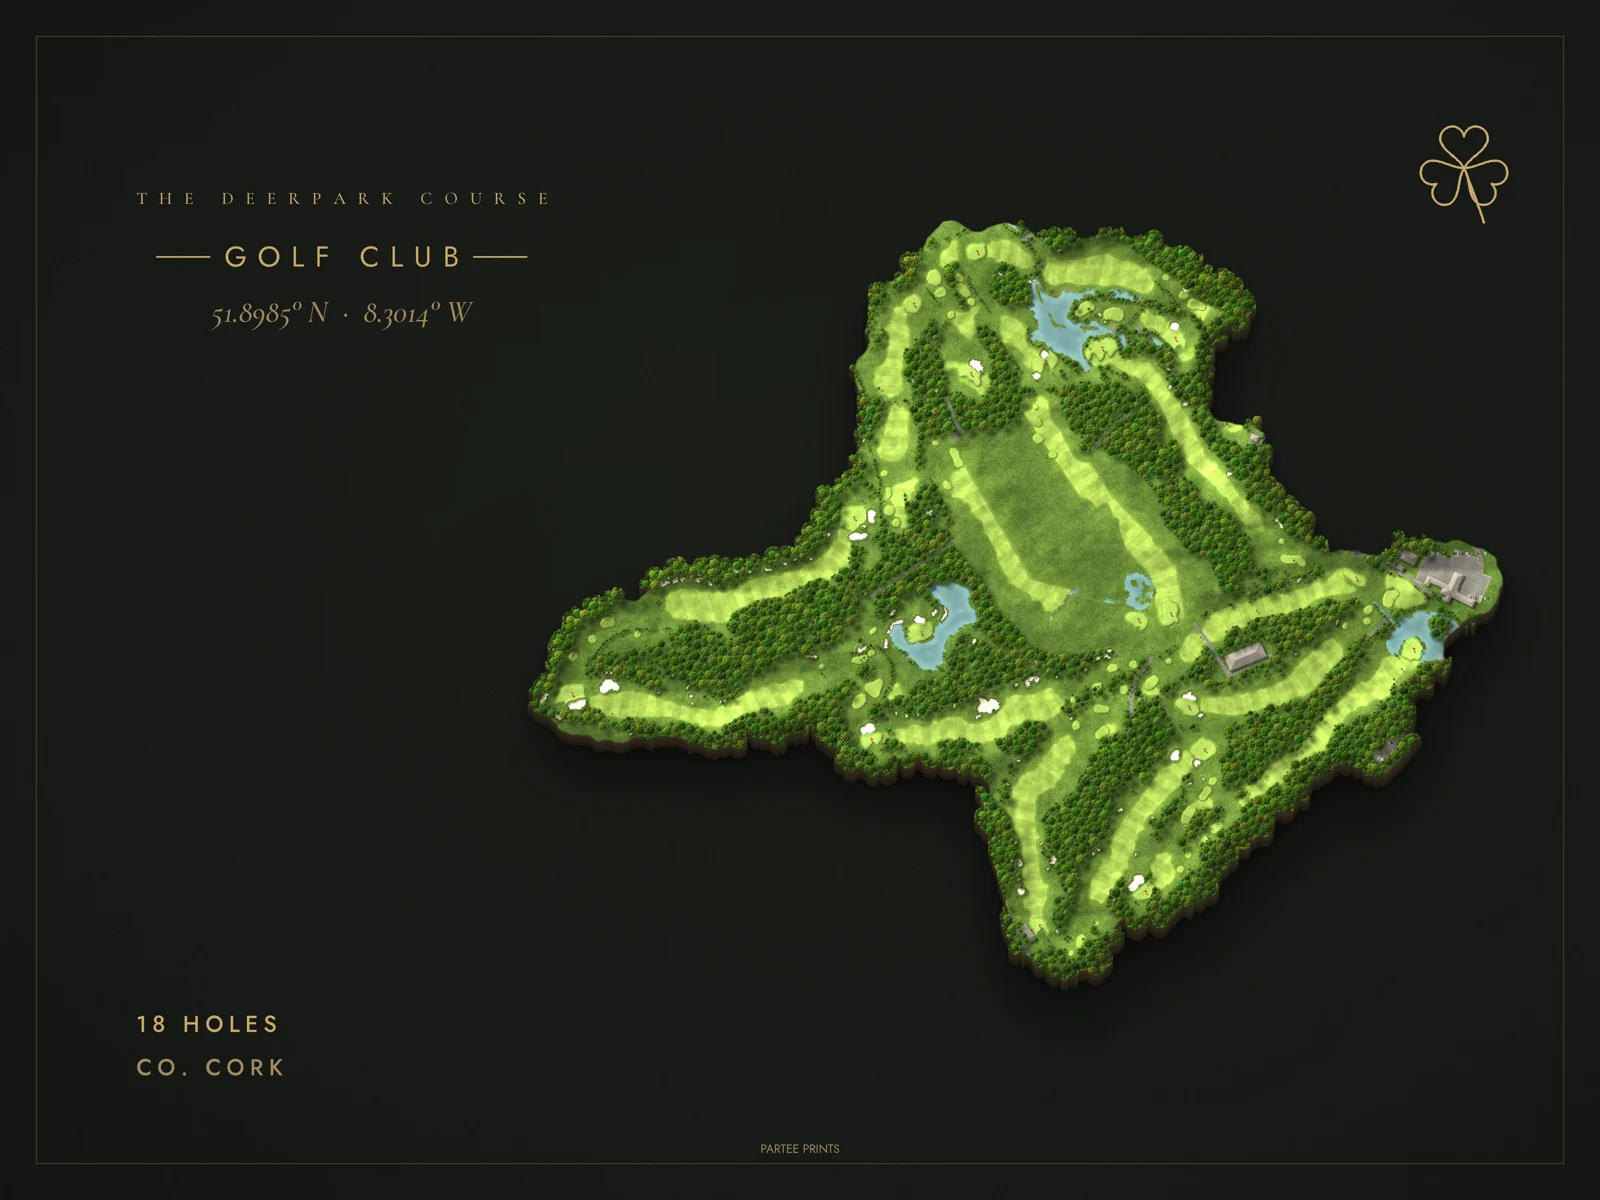 THE DEERPARK COURSE
GOLF CLUB
51.8985° N · 8.3014° W
18 HOLES
CO. CORK
PARTEE PRINTS